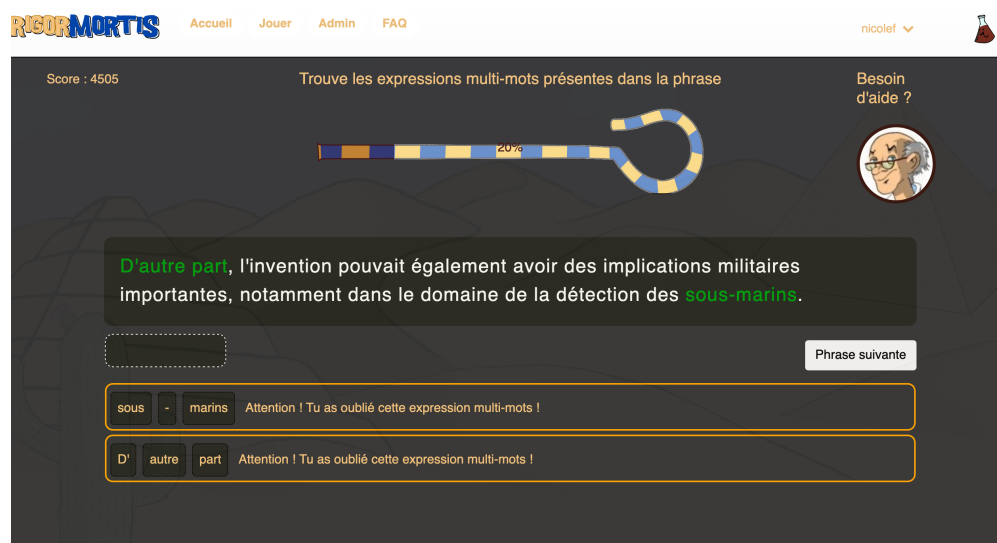 RIGORMORTIS
Accueil Jouer Admin FAQ
nicolef
Score : 4505
Trouve les expressions multi-mots présentes dans la phrase
Besoin
d'aide ?
20%
D'autre part, l'invention pouvait également avoir des implications militaires
importantes, notamment dans le domaine de la détection des sous-marins.
Phrase suivante
sous - marins Attention ! Tu as oublié cette expression multi-mots !
D' autre part Attention ! Tu as oublié cette expression multi-mots !